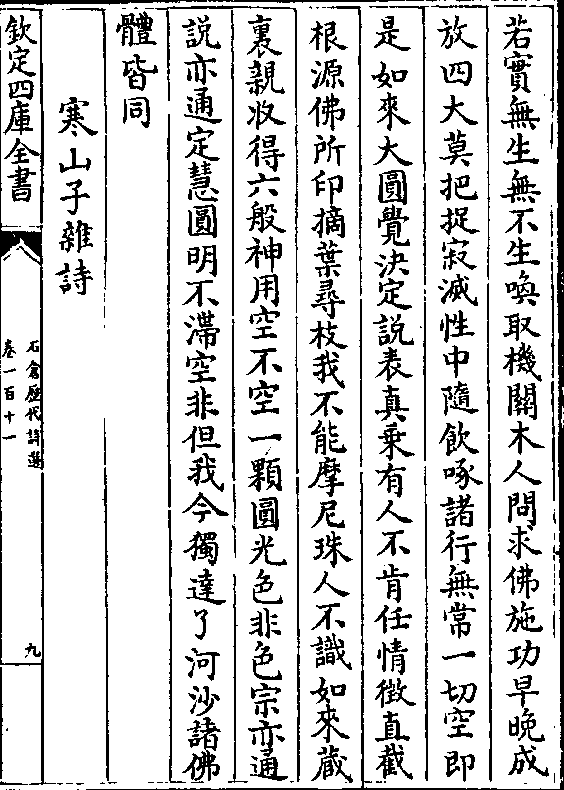 若實無生無不生喚取機關木人問求佛施功早晚成
放四大莫把捉寂滅性中隨飲啄諸行無常一切空即
是如來大圓覺決定説表真乗有人不肯任情徴直截
根源佛所印摘葉尋枝我不能摩尼珠人不識如來蔵
裏親收得六般神用空不空一顆圓光色非色宗亦通
説亦通定慧圓明不滯空非但我今獨達了河沙諸佛
體皆同
寒山子雜詩
欽定四庫全書
石倉歴代詩選
卷一百十一
九